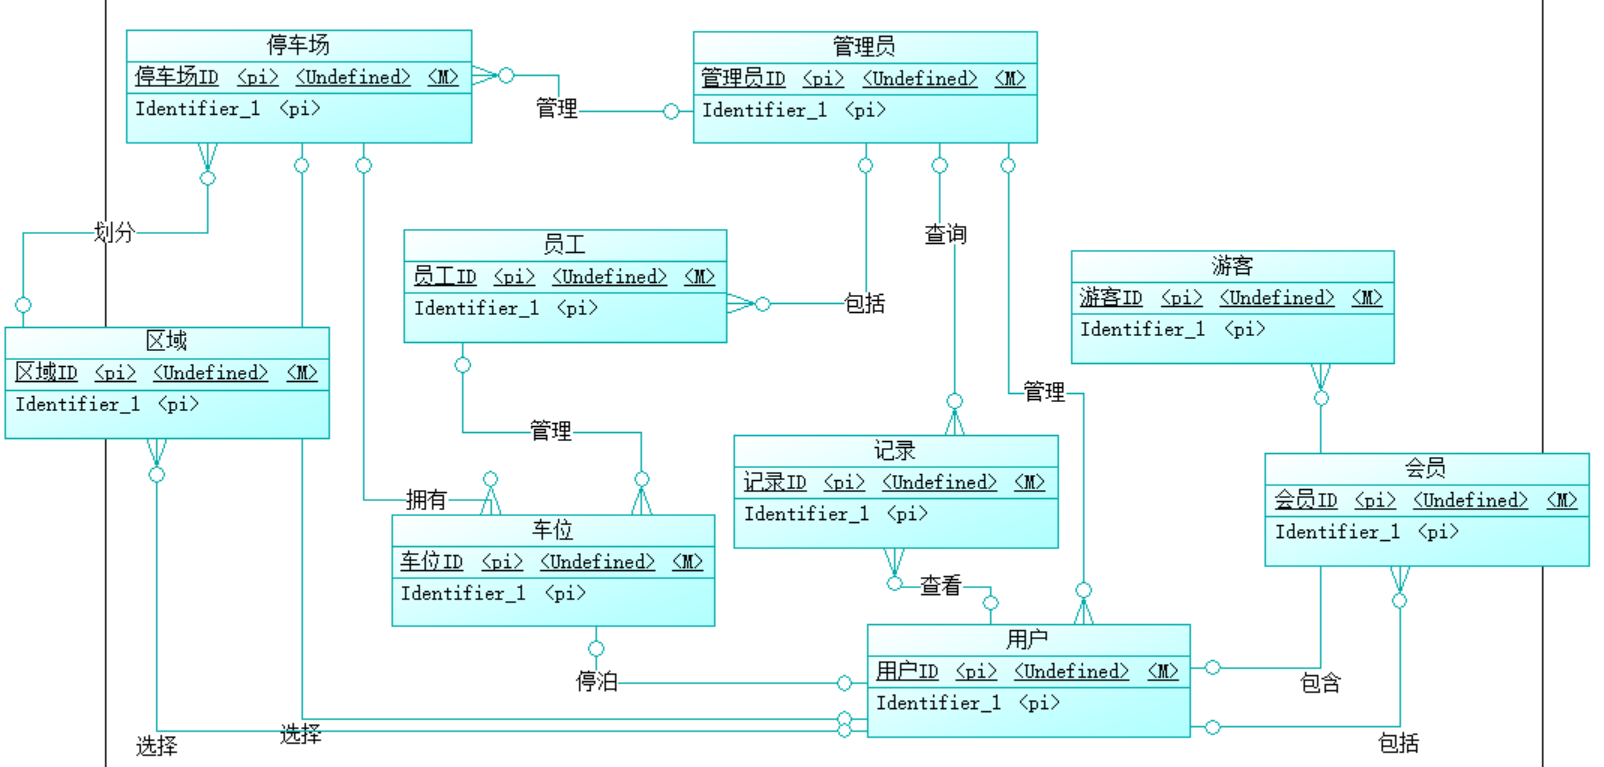 停车场
停车场ID <pi> <Undefined> <M>
Identifier_1 <pi>
管理
管理员
管理员ID <pi> <Undefined> <M>
Identifier_1 <pi>
划分
员工
员工ID <pi> <Undefined> <M>
Identifier_1 <pi>
查询
包括
游客
游客ID <pi> <Undefined> <M>
Identifier_1 <pi>
区域
区域ID <pi> <Undefined> <M>
Identifier_1 <pi>
管理
管理
记录
记录ID <pi> <Undefined> <M>
Identifier_1 <pi>
会员
会员ID <pi> <Undefined> <M>
Identifier_1 <pi>
拥有
车位
车位ID <pi> <Undefined> <M>
Identifier_1 <pi>
查看
用户
用户ID <pi> <Undefined> <M>
Identifier_1 <pi>
停泊
包含
选择
选择
包括